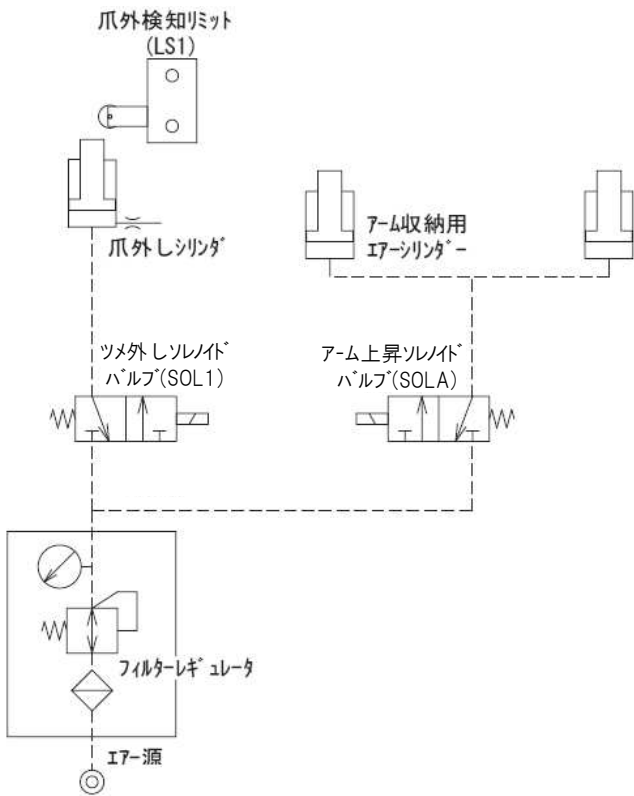 爪外検知リミット
(LS1)
爪外しシリンダ
アーム収納用
エアーシリンダー
ツメ外しソレノイド
バルブ(SOL1)
アーム上昇ソレノイド
バルブ(SOLA)
フィルターレギュレータ
エアー源